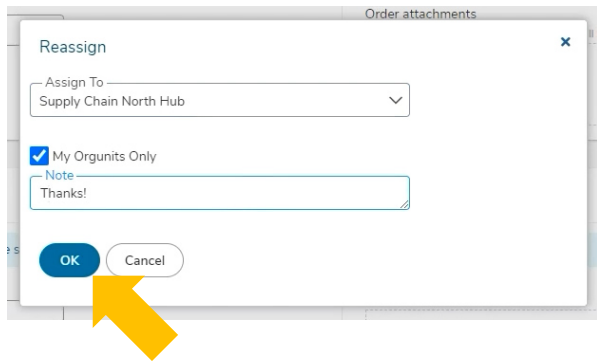 Order attachments
Reassign
Assign To
Supply Chain North Hub
My Orgunits Only
Note
Thanks!
OK
Cancel